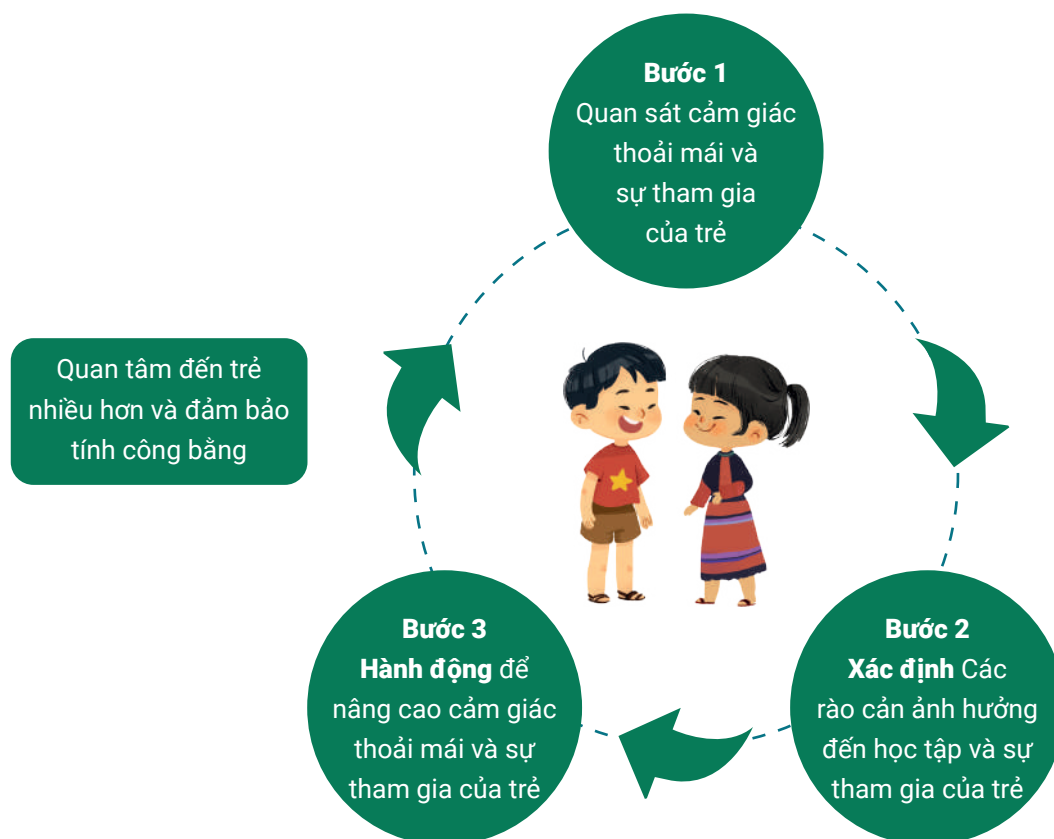 Bước 1
Quan sát cảm giác
thoải mái và
sự tham gia
của trẻ
Quan tâm đến trẻ
nhiều hơn và đảm bảo
tính công bằng
Bước 3
Hành động để
nâng cao cảm giác
thoải mái và sự
tham gia của trẻ
Bước 2
Xác định Các
rào cản ảnh hưởng
đến học tập và sự
tham gia của trẻ